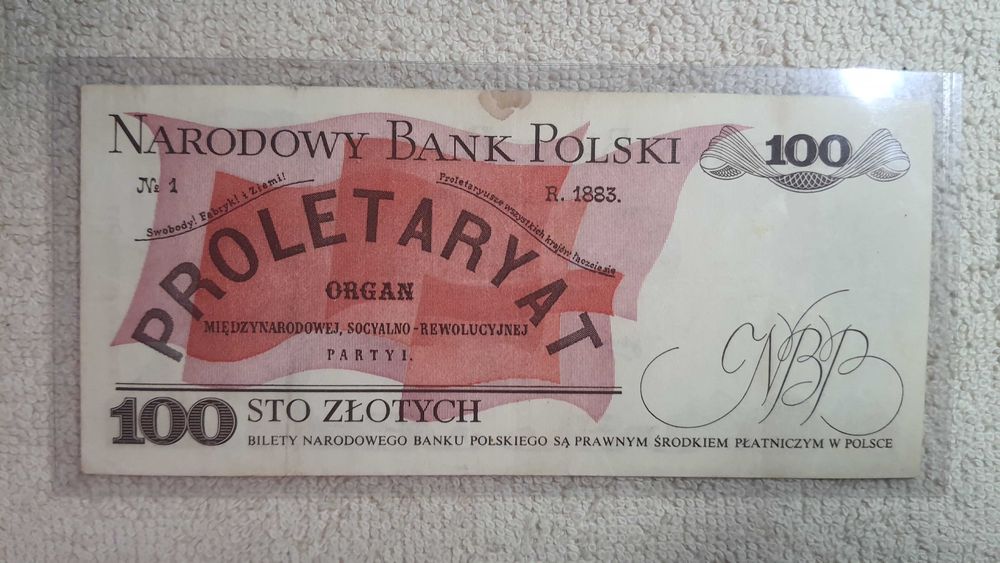 NARODOWY BANK POLSKI
100
№ 1
Swobody! Fabryk! i Ziemi!
Proletaryusze wszystkich krajów łączcie się
R. 1883.
PROLETARYAT
ORGAN
MIĘDZYNARODOWEJ, SOCYALNO-REWOLUCYJNEJ
PARTYI.
NBP
100 STO ZŁOTYCH
BILETY NARODOWEGO BANKU POLSKIEGO SĄ PRAWNYM ŚRODKIEM PŁATNICZYM W POLSCE